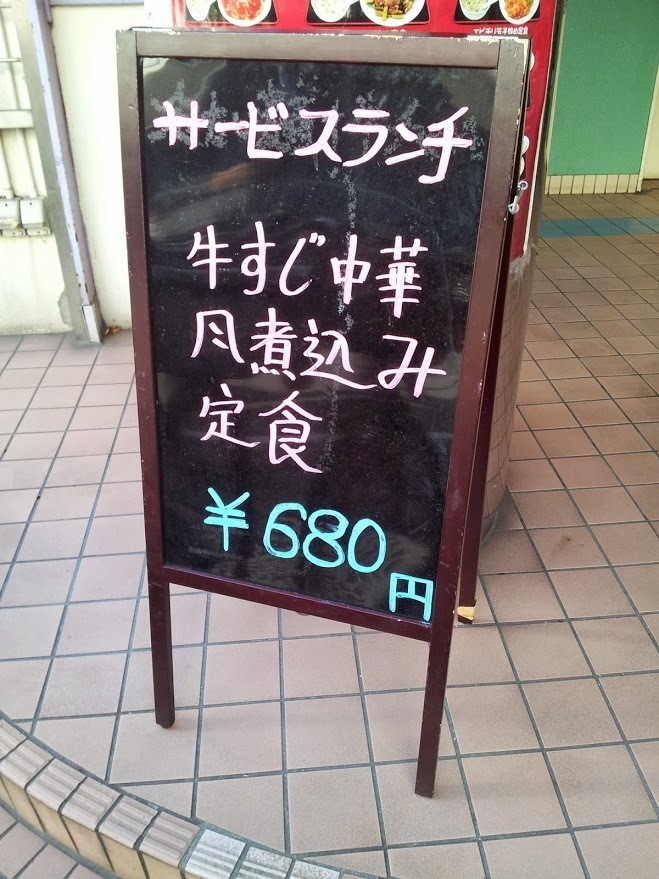 サービスランチ
牛すじ中華
煮込み
定食
¥680
円